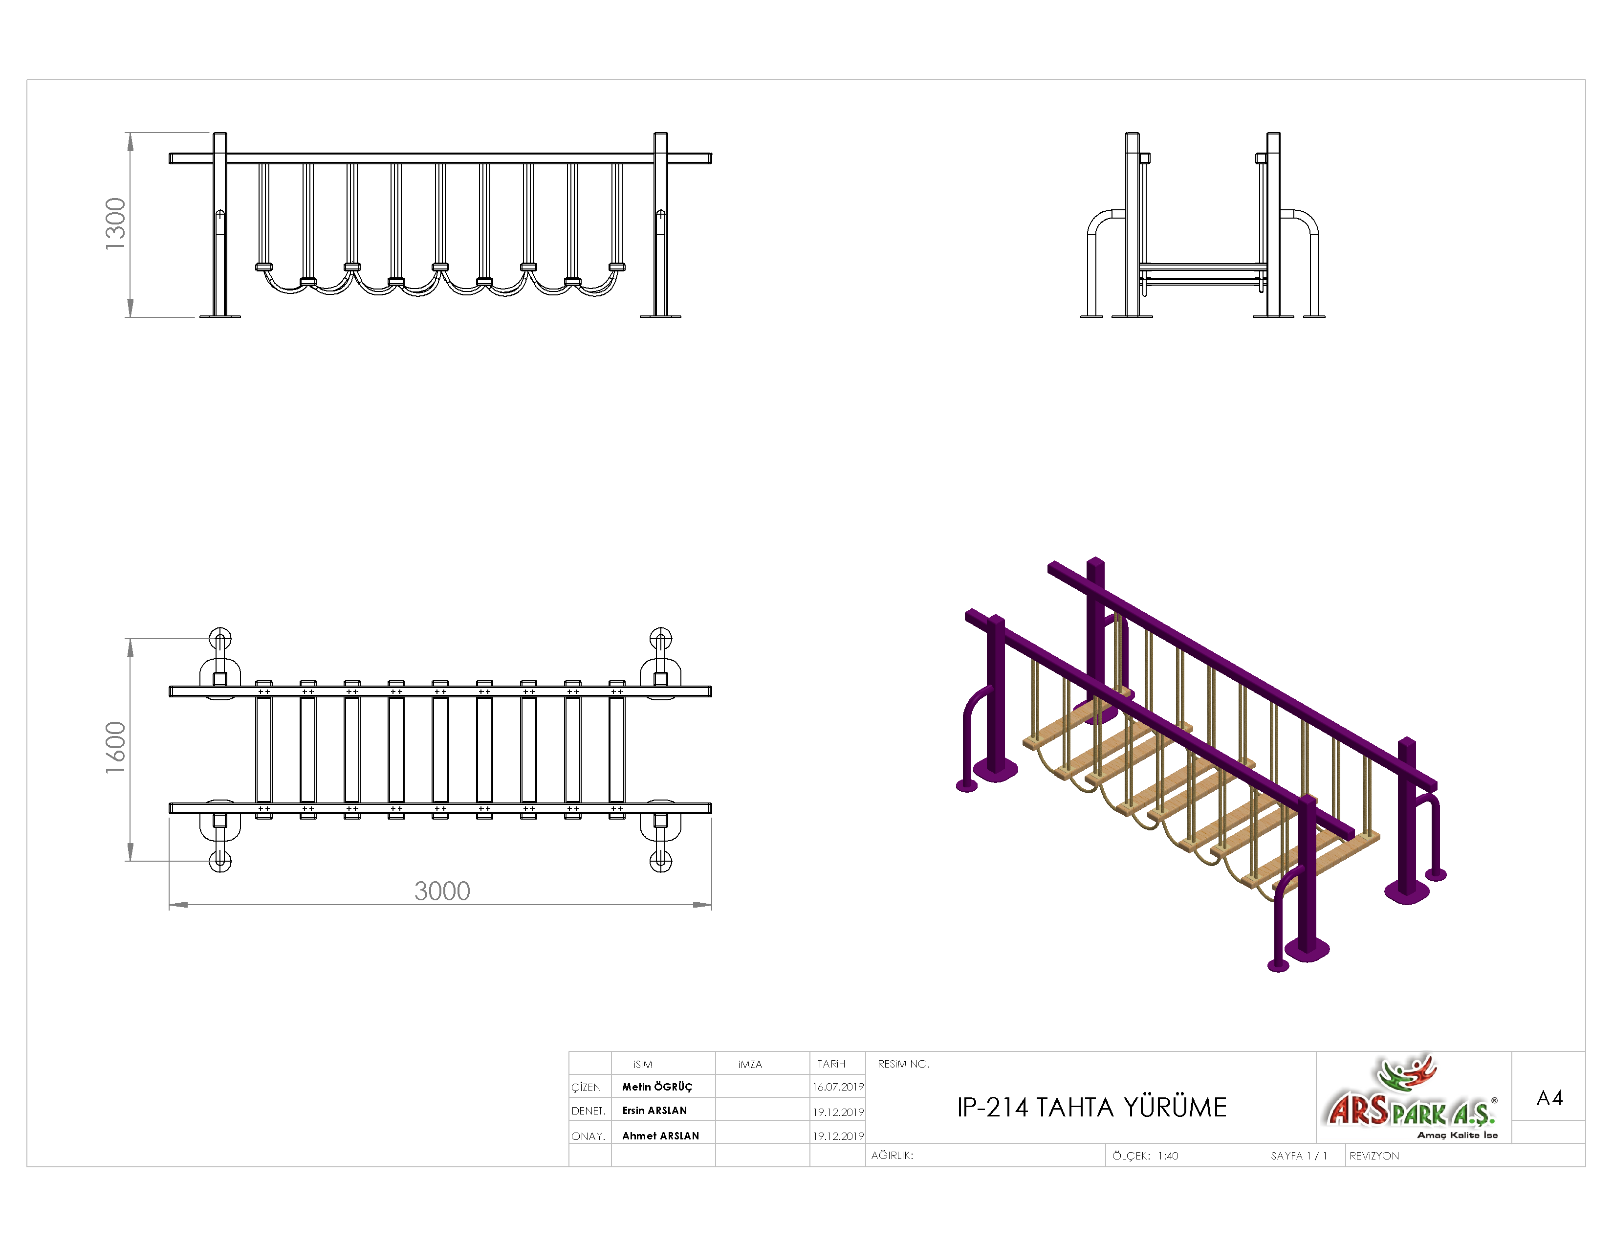 1300
1600
3000
İSİM
İMZA
TARİH
RESİM NO.
ÇİZEN.
Metin ÖGRÜÇ
16.07.2019
DENET.
Ersin ARSLAN
19.12.2019
ONAY.
Ahmet ARSLAN
19.12.2019
IP-214 TAHTA YÜRÜME
ARSPARK A.Ş.®
Amaç Kalite İse
A4
AĞIRLIK:
ÖLÇEK: 1:40
SAYFA 1 / 1
REVİZYON